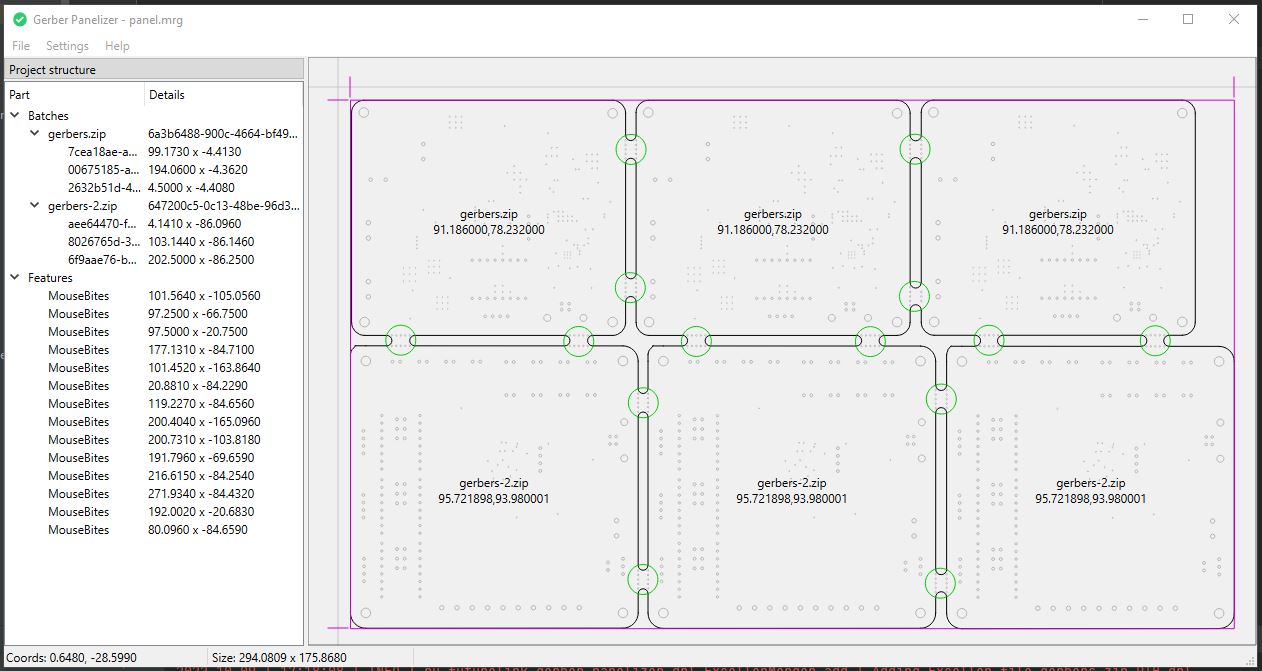 Gerber Panelizer - panel.mrg
File Settings Help
Project structure
Part Details
Batches
gerbers.zip 6a3b6488-900c-4664-bf49...
7cea18ae-a... 99.1730 x -4.4130
00675185-a... 194.0600 x -4.3620
2632b51d-4... 4.5000 x -4.4080
gerbers-2.zip 647200c5-0c13-48be-96d3...
aee64470-f... 4.1410 x -86.0960
8026765d-3... 103.1440 x -86.1460
6f9aae76-b... 202.5000 x -86.2500
Features
MouseBites 101.5640 x -105.0560
MouseBites 97.2500 x -66.7500
MouseBites 97.5000 x -20.7500
MouseBites 177.1310 x -84.7100
MouseBites 101.4520 x -163.8640
MouseBites 20.8810 x -84.2290
MouseBites 119.2270 x -84.6560
MouseBites 200.4040 x -165.0960
MouseBites 200.7310 x -103.8180
MouseBites 191.7960 x -69.6590
MouseBites 216.6150 x -84.2540
MouseBites 271.9340 x -84.4320
MouseBites 192.0020 x -20.6830
MouseBites 80.0960 x -84.6590
gerbers.zip gerbers.zip gerbers.zip
91.186000,78.232000 91.186000,78.232000 91.186000,78.232000
gerbers-2.zip gerbers-2.zip gerbers-2.zip
95.721898,93.980001 95.721898,93.980001 95.721898,93.980001
Coords: 0.6480, -28.5990 Size: 294.0809 x 175.8680